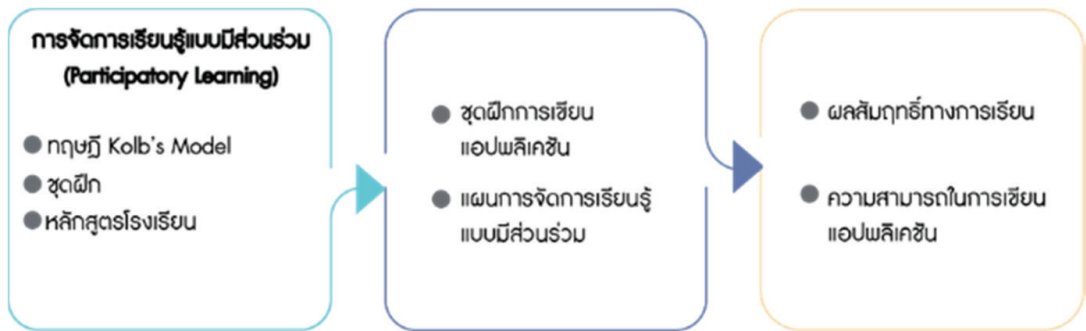 การจัดการเรียนรู้แบบมีส่วนร่วม
(Participatory Learning)
ทฤษฎี Kolb's Model
ชุดฝึก
หลักสูตรโรงเรียน
ชุดฝึกการเขียน
แอปพลิเคชัน
แผนการจัดการเรียนรู้
แบบมีส่วนร่วม
ผลสัมฤทธิ์ทางการเรียน
ความสามารถในการเขียน
แอปพลิเคชัน